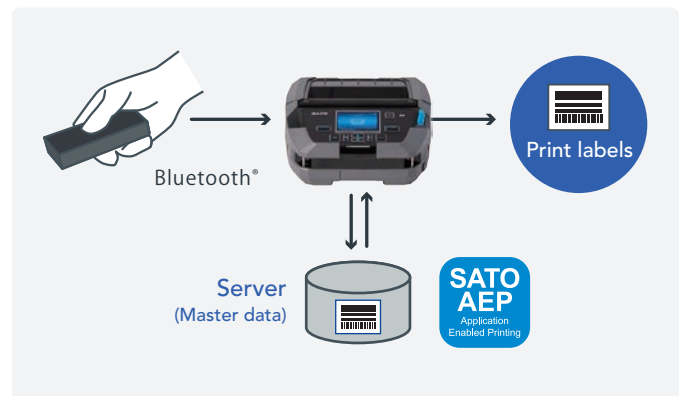 Bluetooth®
Print labels
Server
(Master data)
SATO
AEP
Application
Enabled Printing